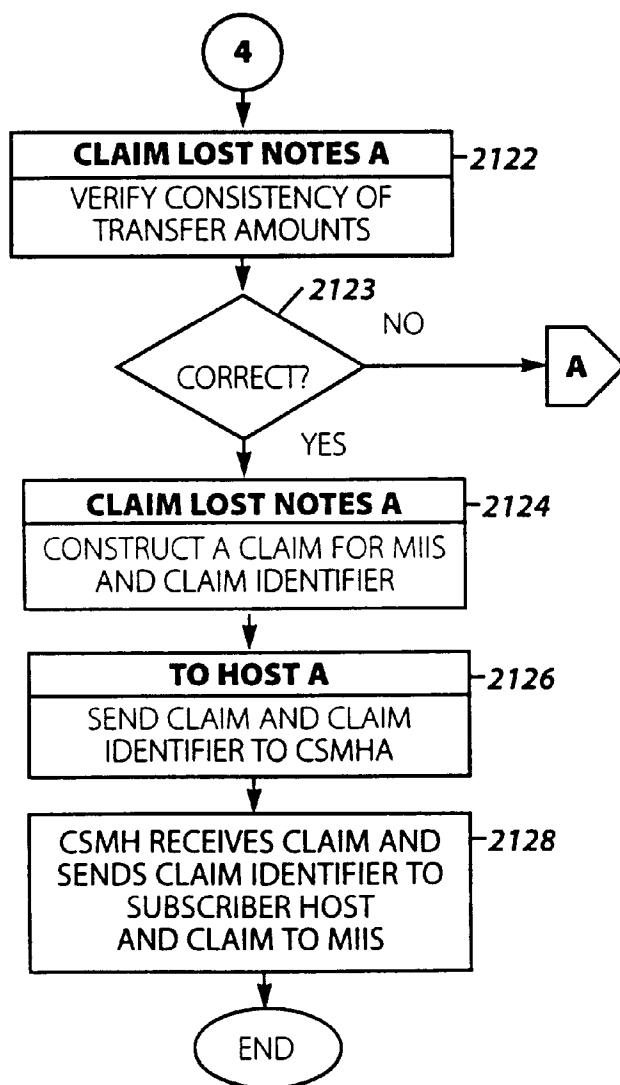 4
CLAIM LOST NOTES A
2122
VERIFY CONSISTENCY OF
TRANSFER AMOUNTS
2123
NO
CORRECT?
A
YES
CLAIM LOST NOTES A
2124
CONSTRUCT A CLAIM FOR MIIS
AND CLAIM IDENTIFIER
TO HOST A
2126
SEND CLAIM AND CLAIM
IDENTIFIER TO CSMHA
CSMH RECEIVES CLAIM AND
2128
SENDS CLAIM IDENTIFIER TO
SUBSCRIBER HOST
AND CLAIM TO MIIS
END